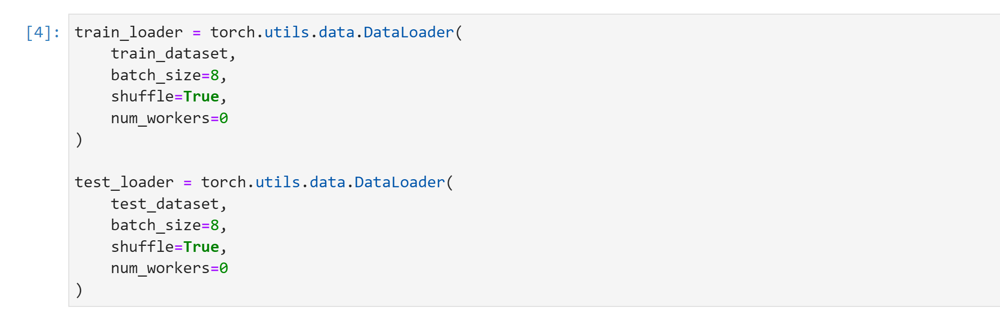 [4]: train_loader = torch.utils.data.DataLoader(
    train_dataset,
    batch_size=8,
    shuffle=True,
    num_workers=0
)

test_loader = torch.utils.data.DataLoader(
    test_dataset,
    batch_size=8,
    shuffle=True,
    num_workers=0
)